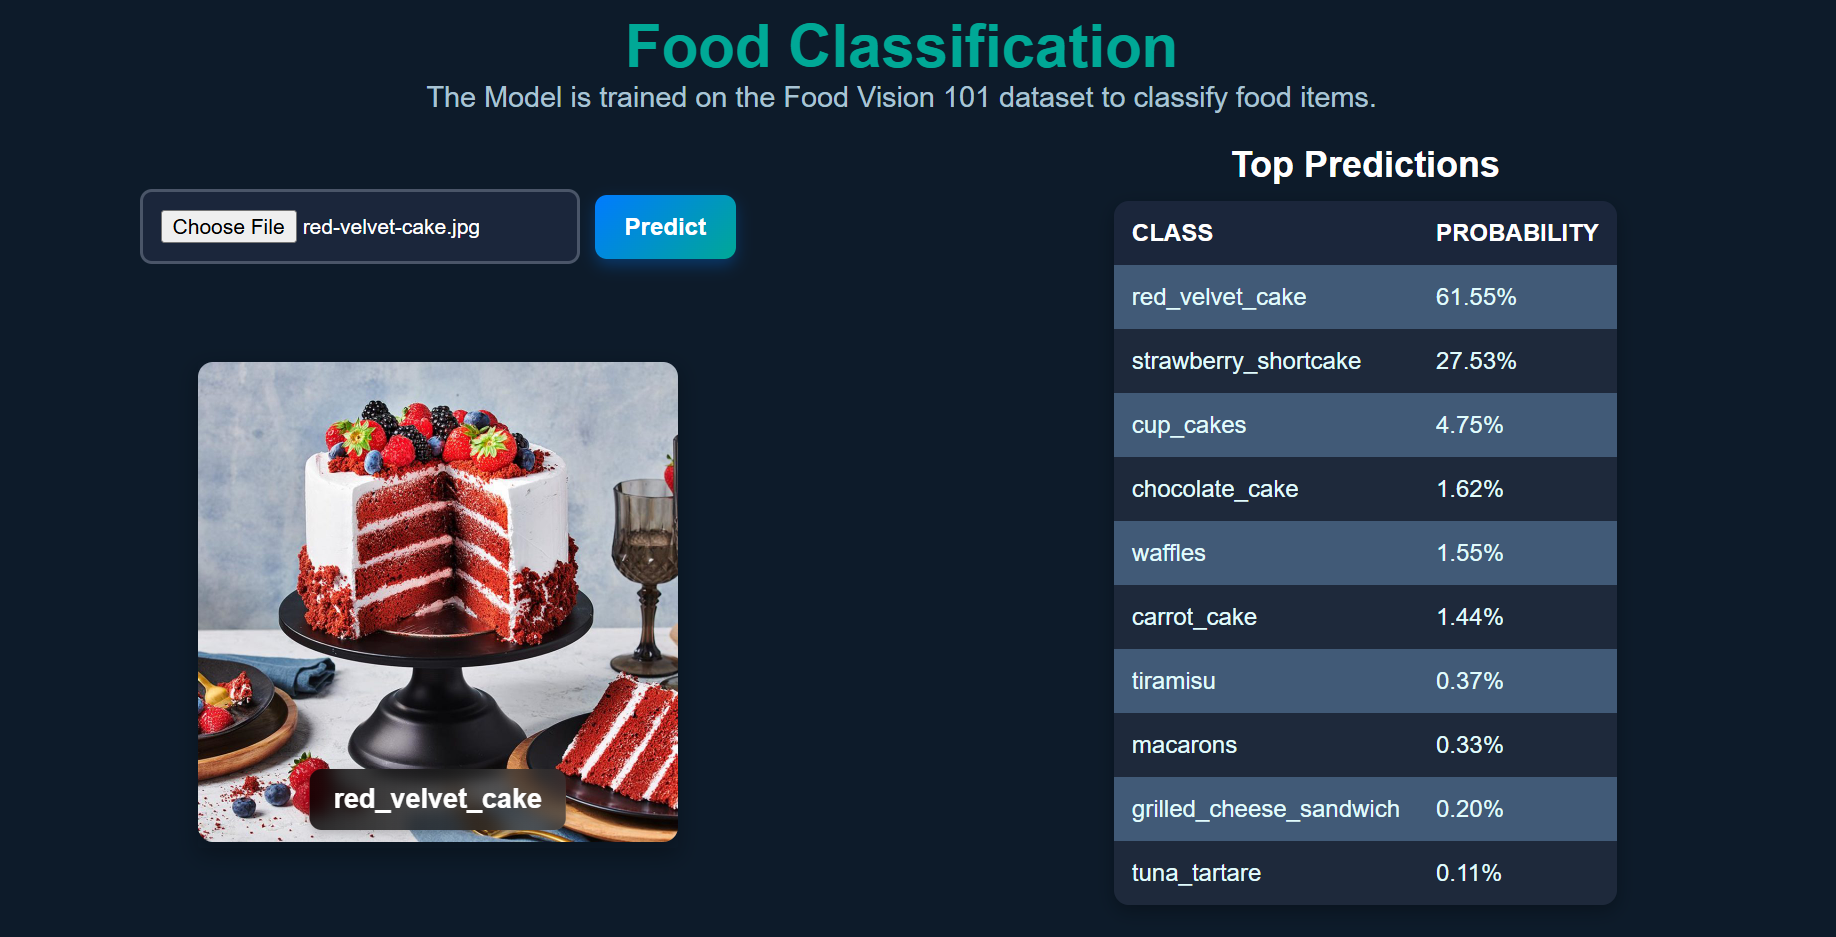 Food Classification
The Model is trained on the Food Vision 101 dataset to classify food items.
Choose File red-velvet-cake.jpg
Predict
red_velvet_cake
Top Predictions
CLASS PROBABILITY
red_velvet_cake 61.55%
strawberry_shortcake 27.53%
cup_cakes 4.75%
chocolate_cake 1.62%
waffles 1.55%
carrot_cake 1.44%
tiramisu 0.37%
macarons 0.33%
grilled_cheese_sandwich 0.20%
tuna_tartare 0.11%